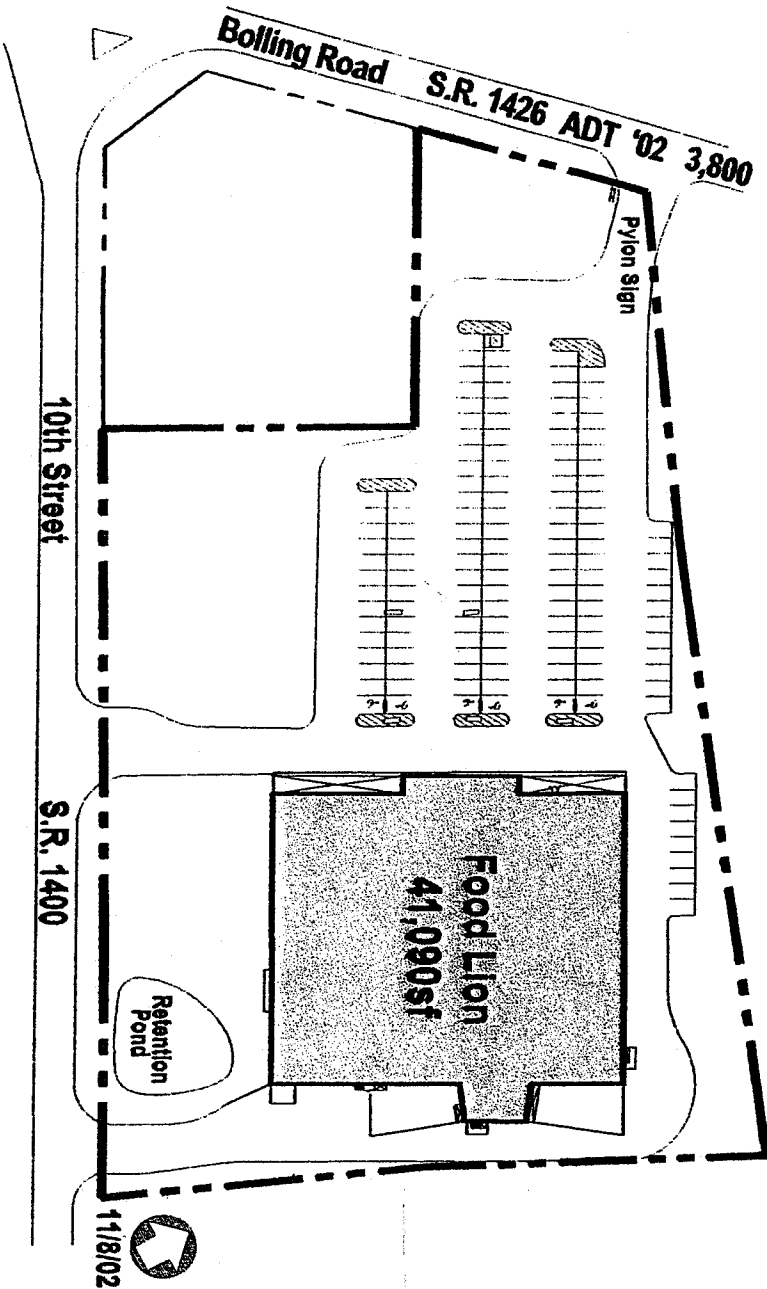 Bolling Road S.R. 1426 ADT '02 3,800
Pylon Sign
10th Street S.R. 1400
Food Lion
41,090sf
Retention
Pond
11/8/02